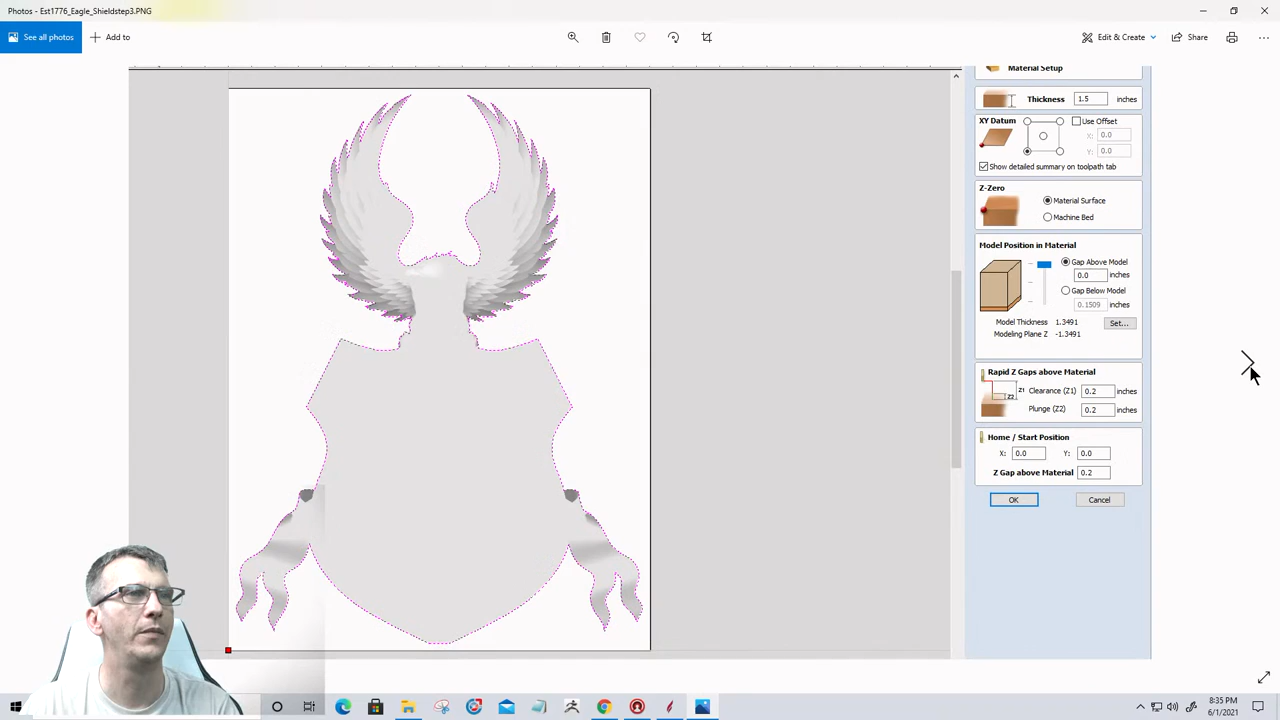 Photos - Est1776_Eagle_Shieldstep3.PNG
See all photos
Add to
Edit & Create
Share
Material Setup
Thickness 1.5 inches
XY Datum
Use Offset
X: 0.0
Y: 0.0
Show detailed summary on toolpath tab
Z-Zero
Material Surface
Machine Bed
Model Position in Material
Gap Above Model
0.0 inches
Gap Below Model
0.1509 inches
Model Thickness 1.3491
Modeling Plane Z -1.3491
Set...
Rapid Z Gaps above Material
Z1
Z2
Clearance (Z1) 0.2 inches
Plunge (Z2) 0.2 inches
Home / Start Position
X: 0.0 Y: 0.0
Z Gap above Material 0.2
OK Cancel
8:35 PM
6/1/2021